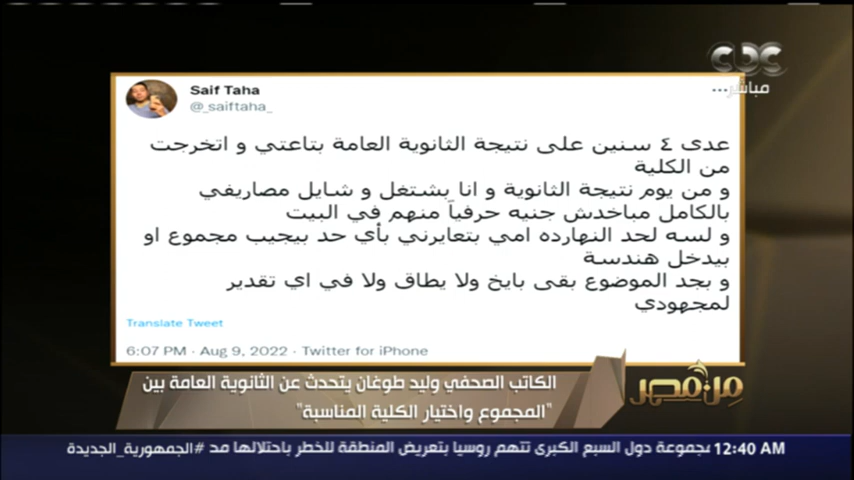 CBC
مباشر
Saif Taha
@_saiftaha_
...
عدى ٤ سنين على نتيجة الثانوية العامة بتاعتي و اتخرجت
من الكلية
و من يوم نتيجة الثانوية و انا بشتغل و شايل مصاريفي
بالكامل مباخدش جنيه حرفياً منهم في البيت
و لسه لحد النهارده امي بتعايرني بأي حد بيجيب مجموع او
بيدخل هندسة
و بجد الموضوع بقى بايخ ولا يطاق ولا في اي تقدير
لمجهودي
Translate Tweet
6:07 PM · Aug 9, 2022 · Twitter for iPhone
الكاتب الصحفي وليد طوغان يتحدث عن الثانوية العامة بين
"المجموع واختيار الكلية المناسبة"
من مصر
12:40 AM مجموعة دول السبع الكبرى تتهم روسيا بتعريض المنطقة للخطر باحتلالها مد #الجمهورية_الجديدة